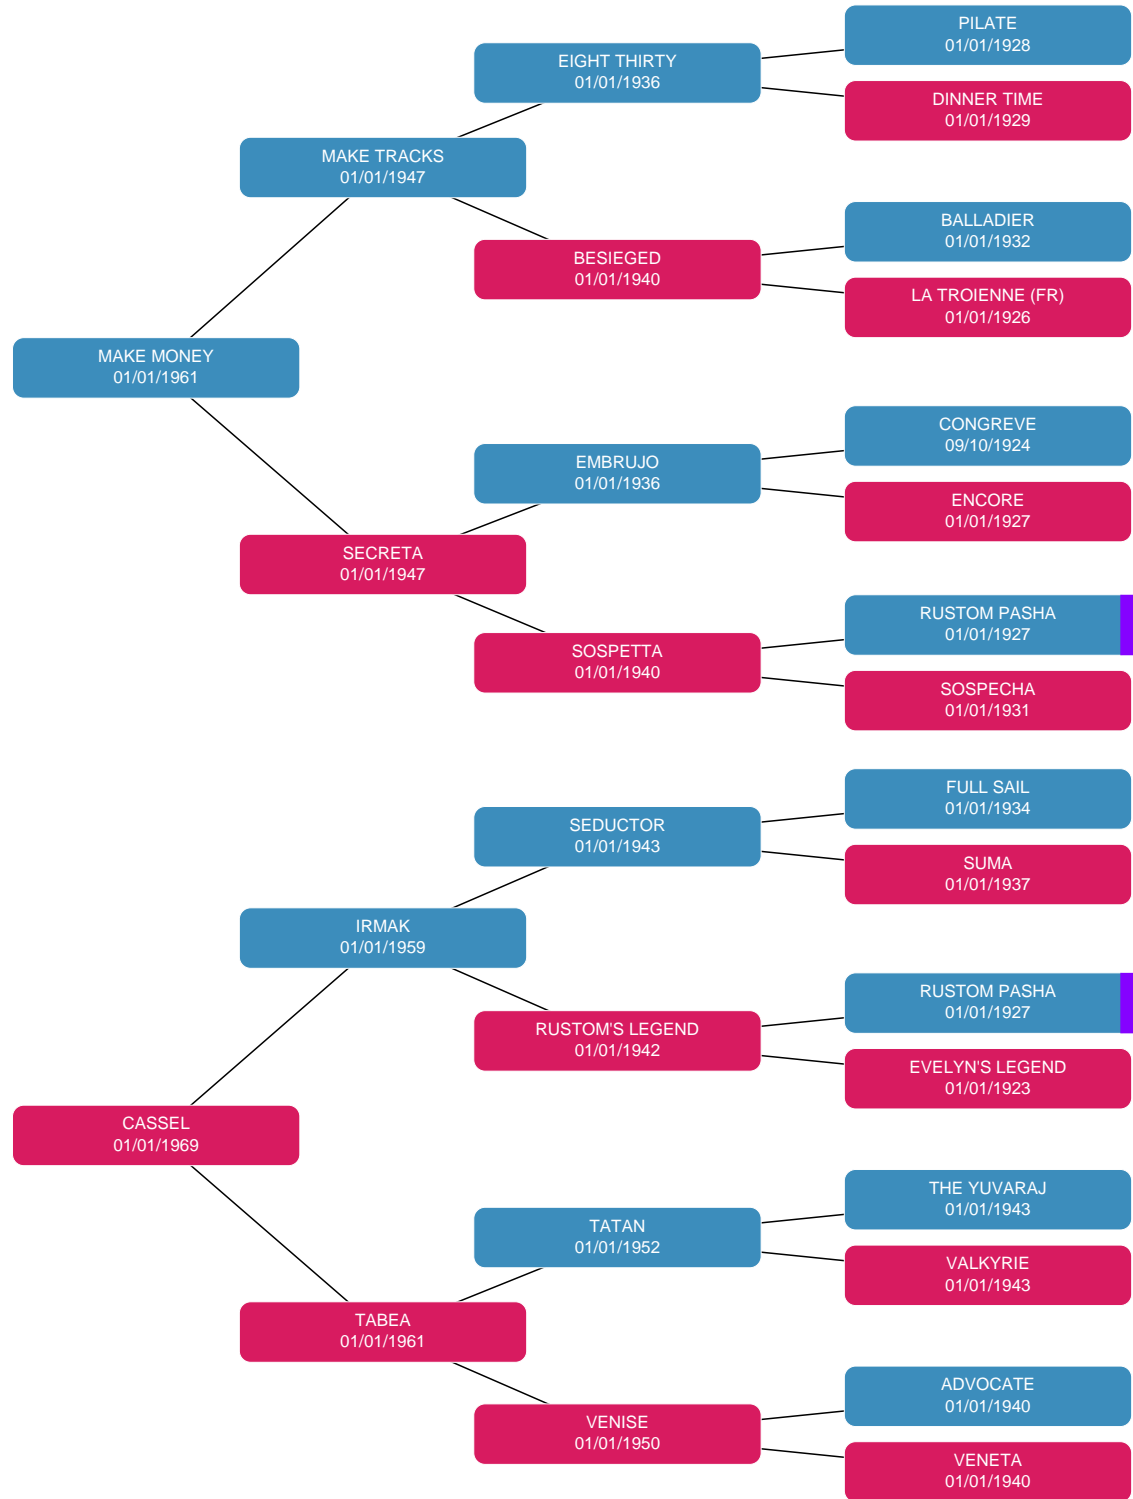 PILATE
01/01/1928
EIGHT THIRTY
01/01/1936
DINNER TIME
01/01/1929
MAKE TRACKS
01/01/1947
BALLADIER
01/01/1932
BESIEGED
01/01/1940
LA TROIENNE (FR)
01/01/1926
MAKE MONEY
01/01/1961
CONGREVE
09/10/1924
EMBRUJO
01/01/1936
ENCORE
01/01/1927
SECRETA
01/01/1947
RUSTOM PASHA
01/01/1927
SOSPETTA
01/01/1940
SOSPECHA
01/01/1931
FULL SAIL
01/01/1934
SEDUCTOR
01/01/1943
SUMA
01/01/1937
IRMAK
01/01/1959
RUSTOM PASHA
01/01/1927
RUSTOM'S LEGEND
01/01/1942
EVELYN'S LEGEND
01/01/1923
CASSEL
01/01/1969
THE YUVARAJ
01/01/1943
TATAN
01/01/1952
VALKYRIE
01/01/1943
TABEA
01/01/1961
ADVOCATE
01/01/1940
VENISE
01/01/1950
VENETA
01/01/1940